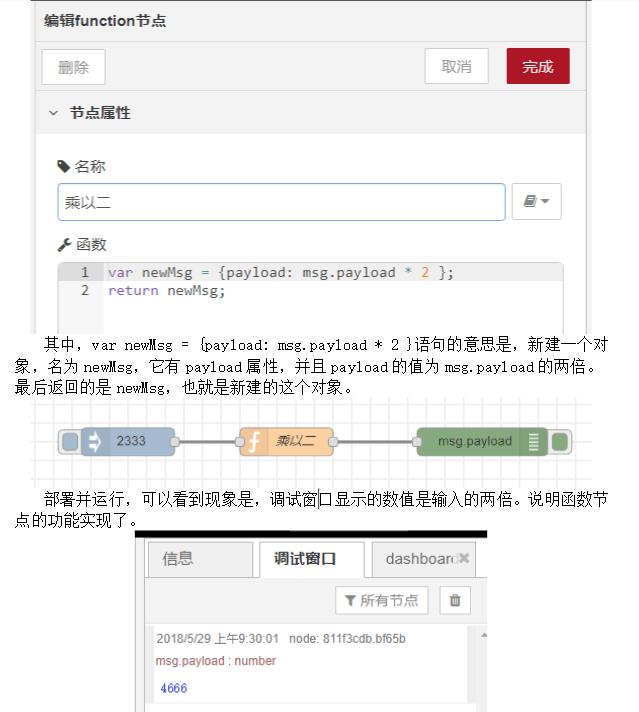 编辑function节点
删除 取消 完成
节点属性
名称
乘以二
函数
1 var newMsg = {payload: msg.payload * 2 };
2 return newMsg;
其中，var newMsg = {payload: msg.payload * 2 }语句的意思是，新建一个对
象，名为 newMsg，它有 payload 属性，并且 payload 的值为 msg.payload 的两倍。
最后返回的是 newMsg，也就是新建的这个对象。
2333 乘以二 msg.payload
部署并运行，可以看到现象是，调试窗口显示的数值是输入的两倍。说明函数节
点的功能实现了。
信息 调试窗口 dashboard
所有节点
2018/5/29 上午9:30:01 node: 811f3cdb.bf65b
msg.payload : number
4666